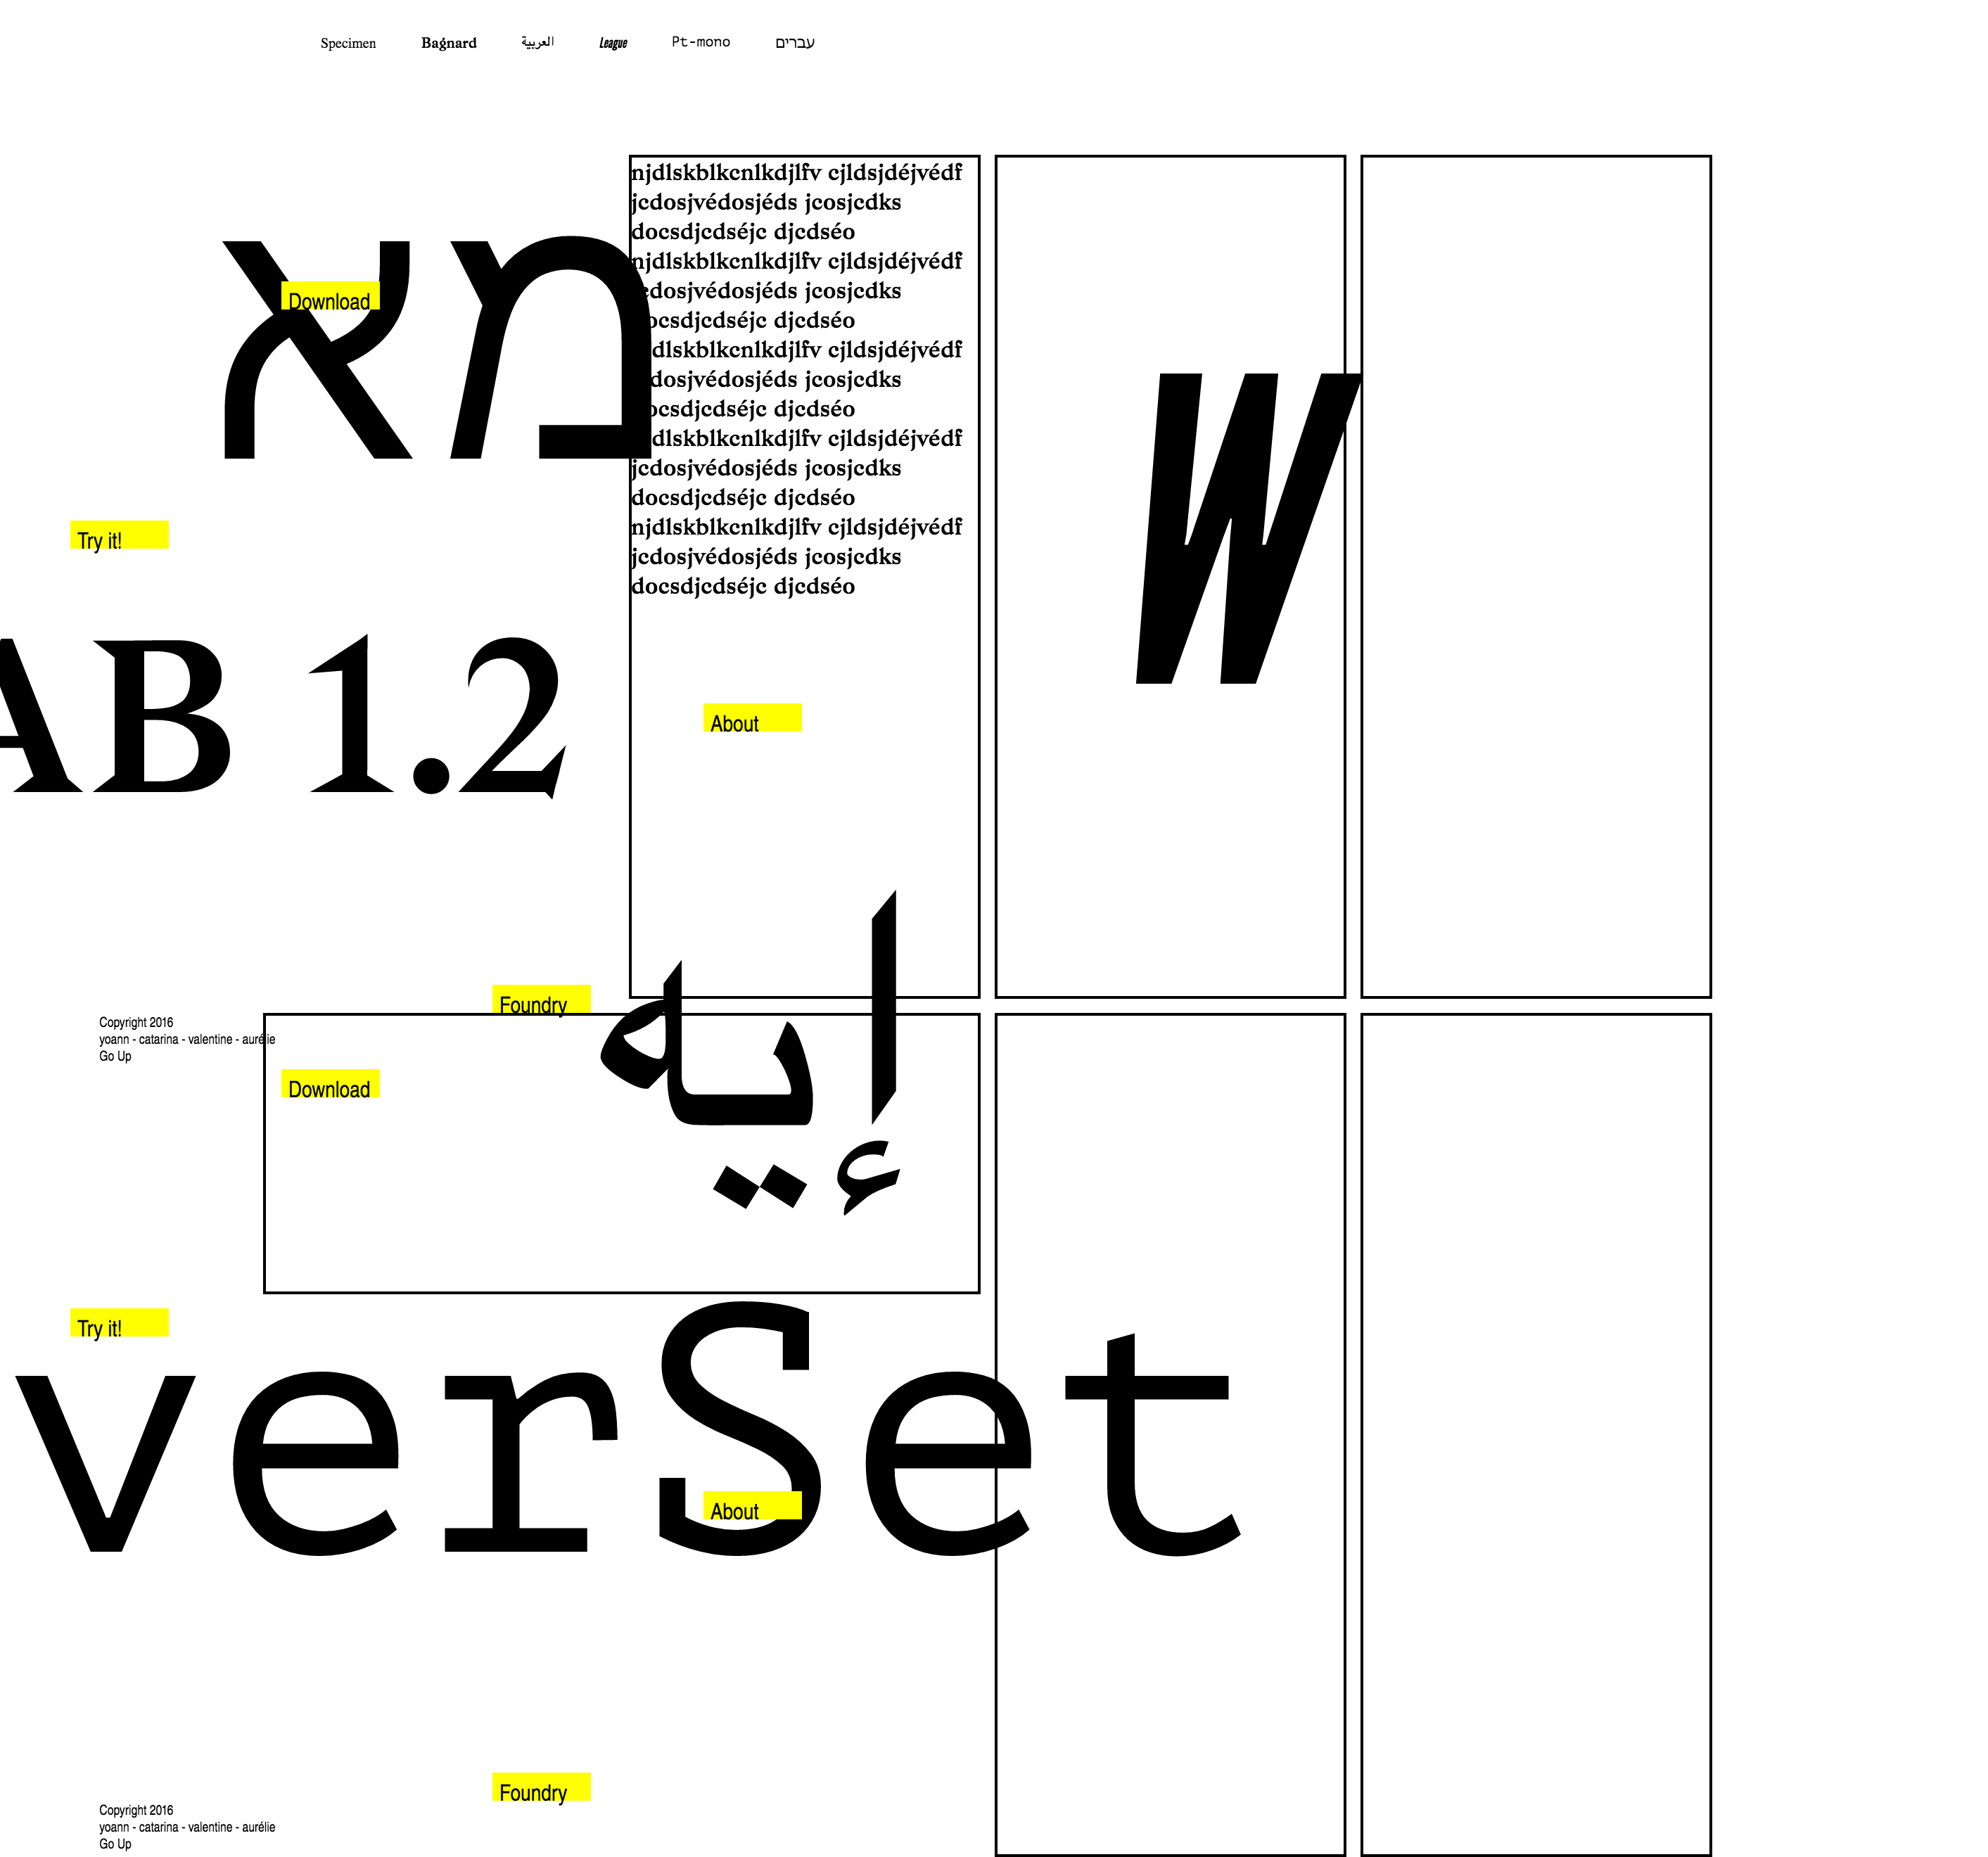 Specimen Baġnard العربية League Pt-mono עברים
njdlskblkcnlkdjlfv cjldsjdéjvédf
jcdosjvédosjéds jcosjcdks
docsdjcdséjc djcdséo
njdlskblkcnlkdjlfv cjldsjdéjvédf
jcdosjvédosjéds jcosjcdks
docsdjcdséjc djcdséo
njdlskblkcnlkdjlfv cjldsjdéjvédf
jcdosjvédosjéds jcosjcdks
docsdjcdséjc djcdséo
njdlskblkcnlkdjlfv cjldsjdéjvédf
jcdosjvédosjéds jcosjcdks
docsdjcdséjc djcdséo
njdlskblkcnlkdjlfv cjldsjdéjvédf
jcdosjvédosjéds jcosjcdks
docsdjcdséjc djcdséo
מא
Download
W
Try it!
AB 1.2
About
Foundry
إيه
Copyright 2016
yoann - catarina - valentine - aurélie
Go Up
Download
Try it!
verSet
About
Foundry
Copyright 2016
yoann - catarina - valentine - aurélie
Go Up